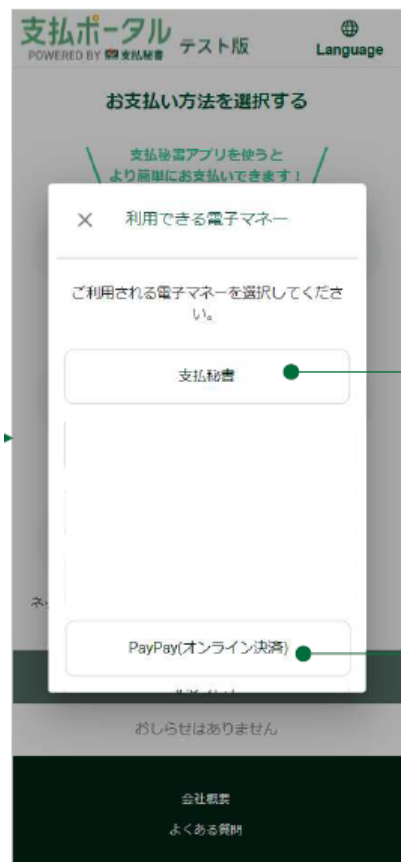 支払ポータル
POWERED BY 支払秘書 テスト版
Language
お支払い方法を選択する
支払秘書アプリを使うと
より簡単にお支払いできます！
× 利用できる電子マネー
ご利用される電子マネーを選択してくださ
い。
支払秘書
ネ
PayPay(オンライン決済)
おしらせはありません
会社概要
よくある質問